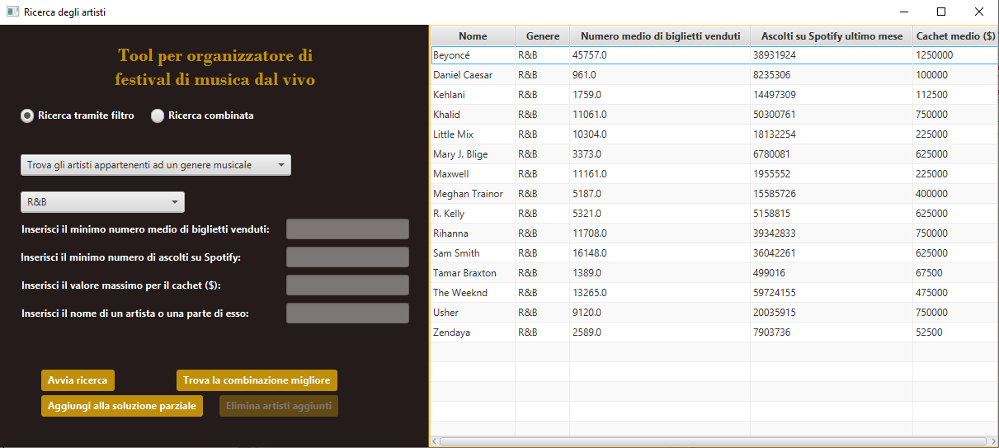 Ricerca degli artisti
Tool per organizzatore di
festival di musica dal vivo
Ricerca tramite filtro Ricerca combinata
Trova gli artisti appartenenti ad un genere musicale
R&B
Inserisci il minimo numero medio di biglietti venduti:
Inserisci il minimo numero di ascolti su Spotify:
Inserisci il valore massimo per il cachet ($):
Inserisci il nome di un artista o una parte di esso:
Avvia ricerca Trova la combinazione migliore
Aggiungi alla soluzione parziale Elimina artisti aggiunti
Nome Genere Numero medio di biglietti venduti Ascolti su Spotify ultimo mese Cachet medio ($)
Beyoncé R&B 45757.0 38931924 1250000
Daniel Caesar R&B 961.0 8235306 100000
Kehlani R&B 1759.0 14497309 112500
Khalid R&B 11061.0 50300761 750000
Little Mix R&B 10304.0 18132254 225000
Mary J. Blige R&B 3373.0 6780081 625000
Maxwell R&B 11161.0 1955552 225000
Meghan Trainor R&B 5187.0 15585726 400000
R. Kelly R&B 5321.0 5158815 625000
Rihanna R&B 11708.0 39342833 750000
Sam Smith R&B 16148.0 36042261 625000
Tamar Braxton R&B 1389.0 499016 67500
The Weeknd R&B 13265.0 59724155 475000
Usher R&B 9120.0 20035915 750000
Zendaya R&B 2589.0 7903736 52500